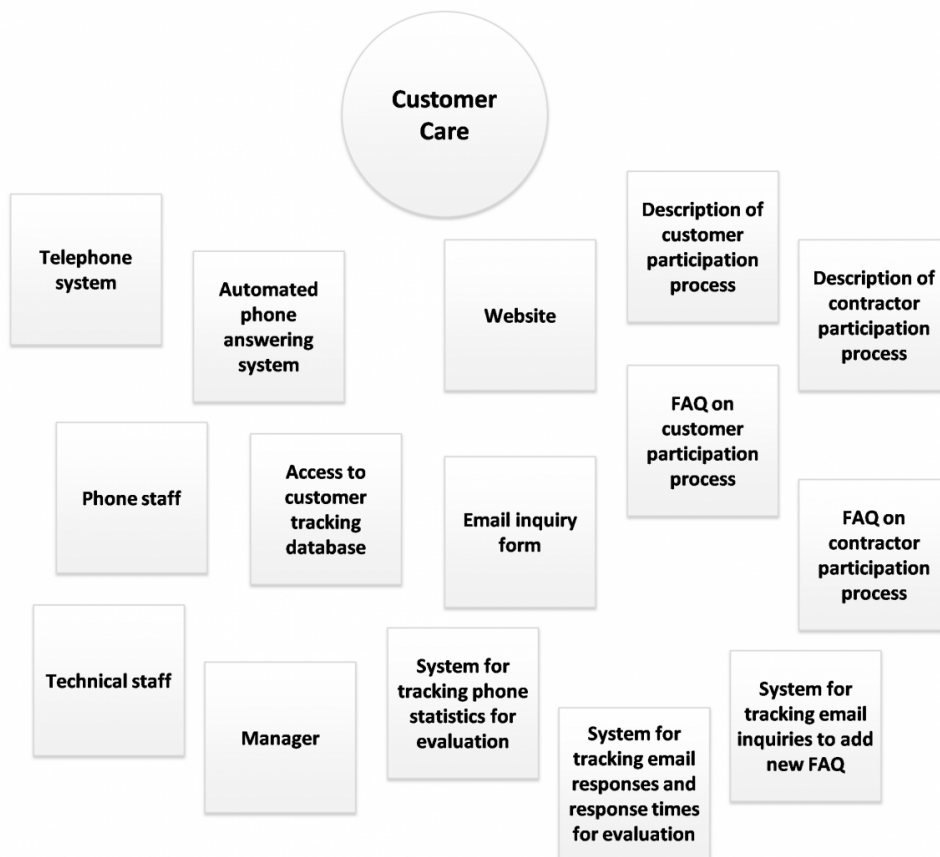 Customer
Care
Telephone
system
Automated
phone
answering
system
Website
Description of
customer
participation
process
Description of
contractor
participation
process
Phone staff
Access to
customer
tracking
database
Email inquiry
form
FAQ on
customer
participation
process
FAQ on
contractor
participation
process
Technical staff
Manager
System for
tracking phone
statistics for
evaluation
System for
tracking email
responses and
response times
for evaluation
System for
tracking email
inquiries to add
new FAQ